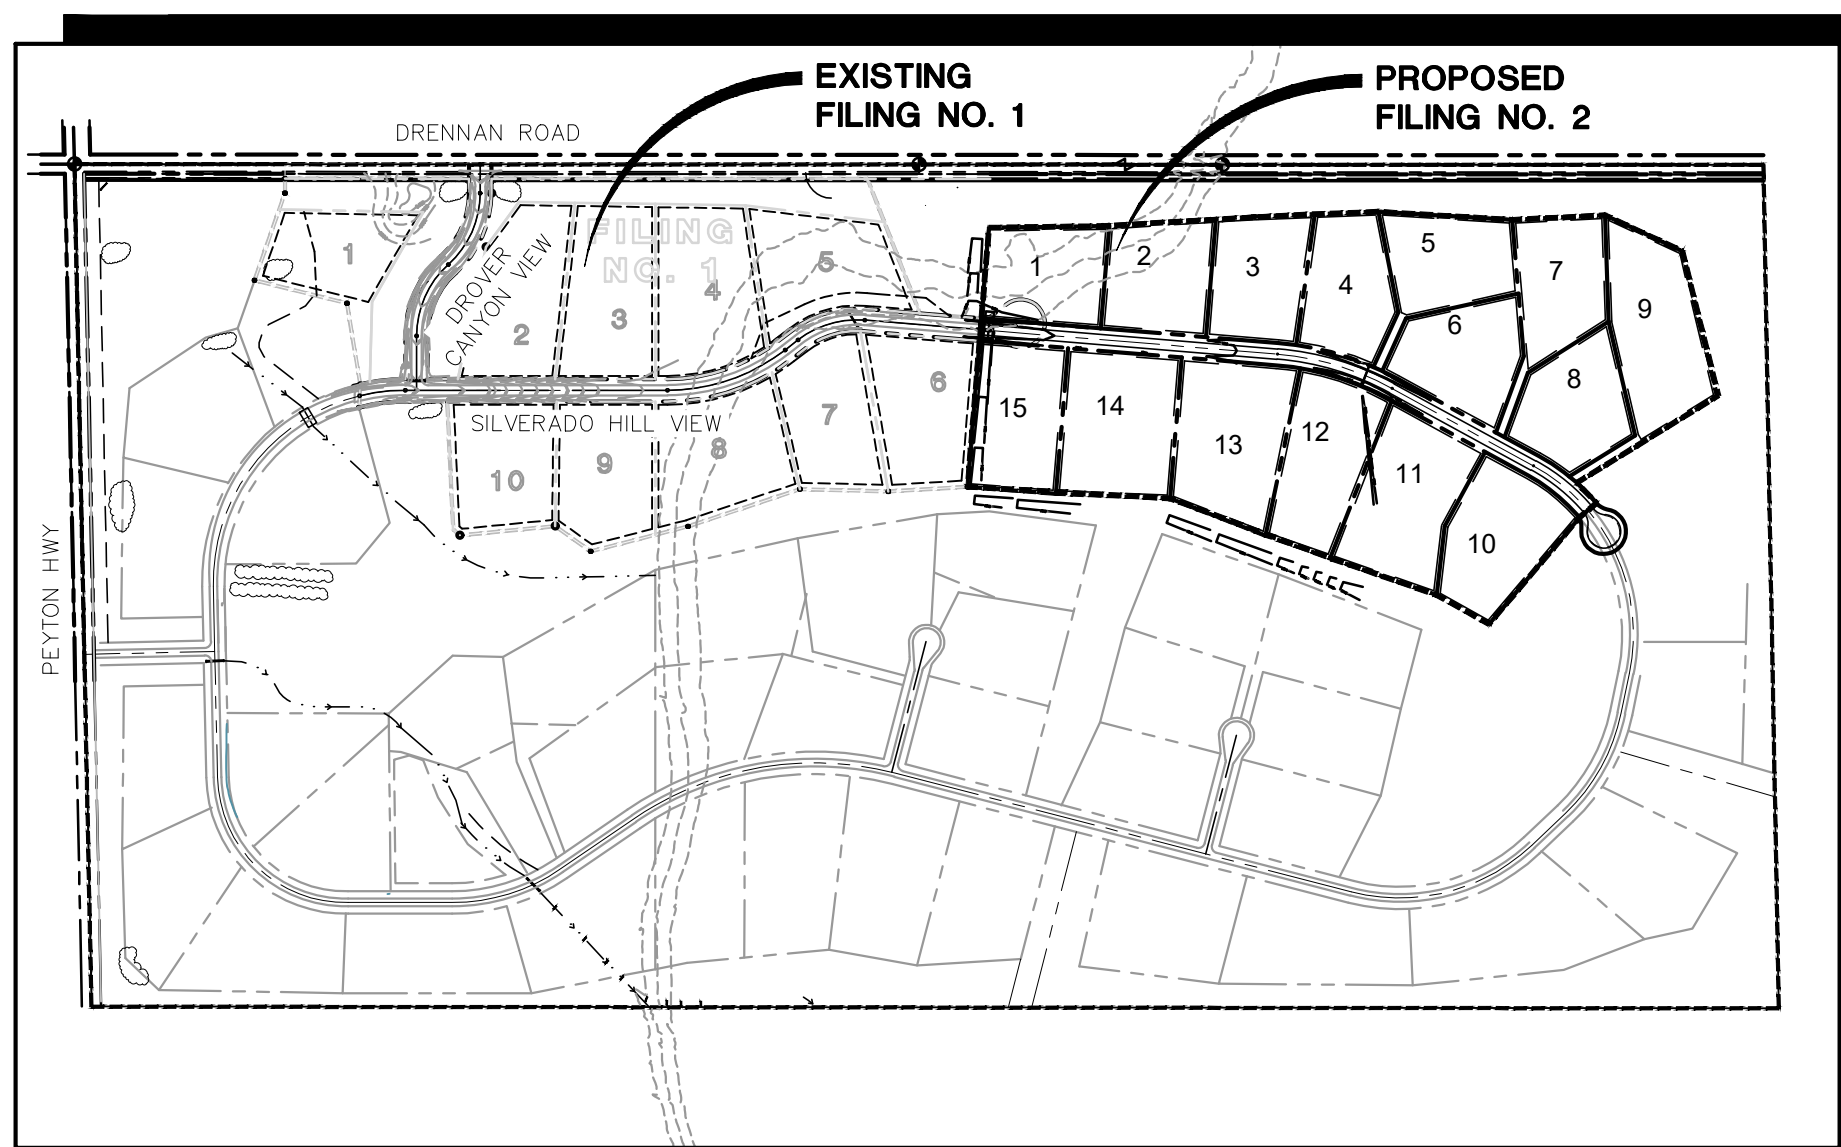 EXISTING
FILING NO. 1
PROPOSED
FILING NO. 2
DRENNAN ROAD
FILING
NO. 1
DROVER
CANYON VIEW
SILVERADO HILL VIEW
PEYTON HWY
1
2
3
4
5
6
7
8
9
10
1
2
3
4
5
6
7
8
9
10
11
12
13
14
15